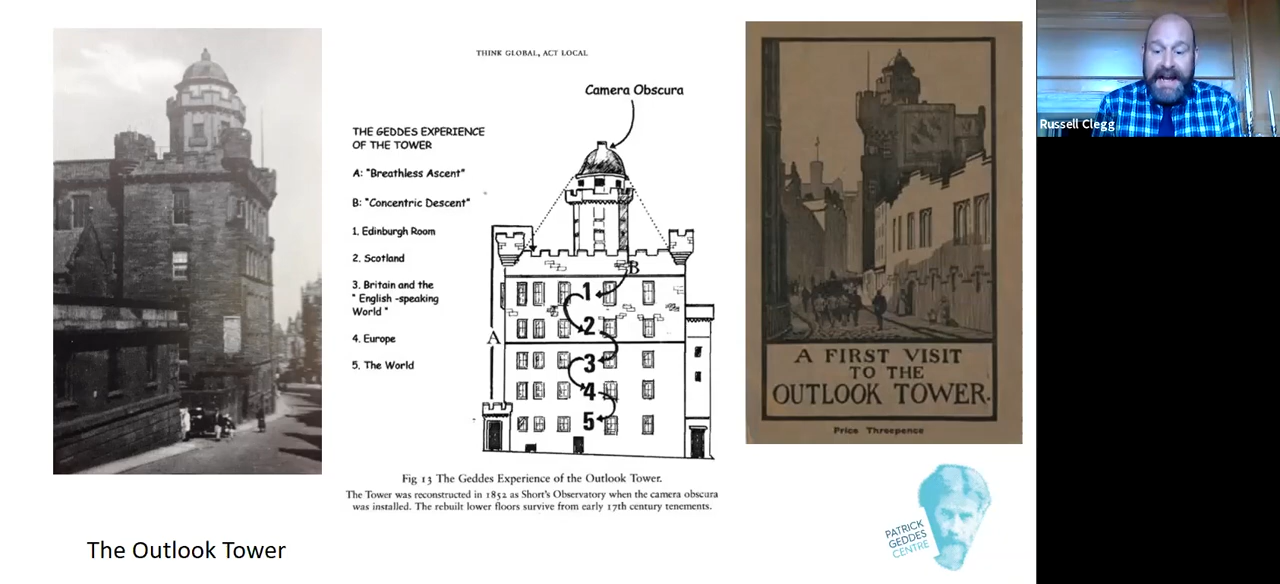 THINK GLOBAL, ACT LOCAL
Camera Obscura
THE GEDDES EXPERIENCE
OF THE TOWER
A: "Breathless Ascent"
B: "Concentric Descent"
1. Edinburgh Room
2. Scotland
3. Britain and the
" English -speaking
World "
4. Europe
5. The World
A
B
1
2
3
4
5
Fig 13 The Geddes Experience of the Outlook Tower.
The Tower was reconstructed in 1852 as Short's Observatory when the camera obscura
was installed. The rebuilt lower floors survive from early 17th century tenements.
A FIRST VISIT
TO THE
OUTLOOK TOWER.
Price Threepence
The Outlook Tower
PATRICK
GEDDES
CENTRE
Russell Clegg